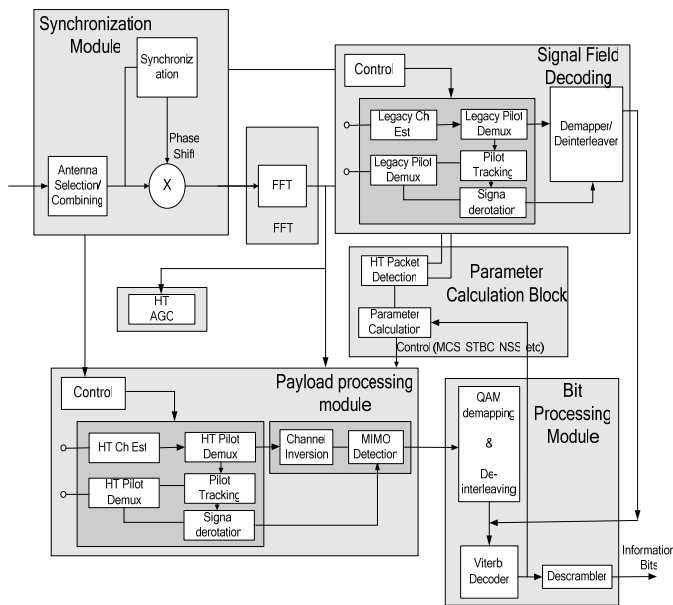 Synchronization
Module
Synchroniz
ation
Phase
Shift
Antenna
Selection/
Combining
X
FFT
FFT
HT
AGC
Signal Field
Decoding
Control
Legacy Ch
Est
Legacy Pilot
Demux
Legacy Pilot
Demux
Pilot
Tracking
Signa
derotation
Demapper/
Deinterleaver
HT Packet
Detection
Parameter
Calculation Block
Parameter
Calculation
Control (MCS, STBC, NSS, etc)
Payload processing
module
Control
HT Ch Est
HT Pilot
Demux
HT Pilot
Demux
Pilot
Tracking
Signa
derotation
Channel
Inversion
MIMO
Detection
QAM
demapping
&
De-
interleaving
Bit
Processing
Module
Viterb
Decoder
Descrambler
Information
Bits